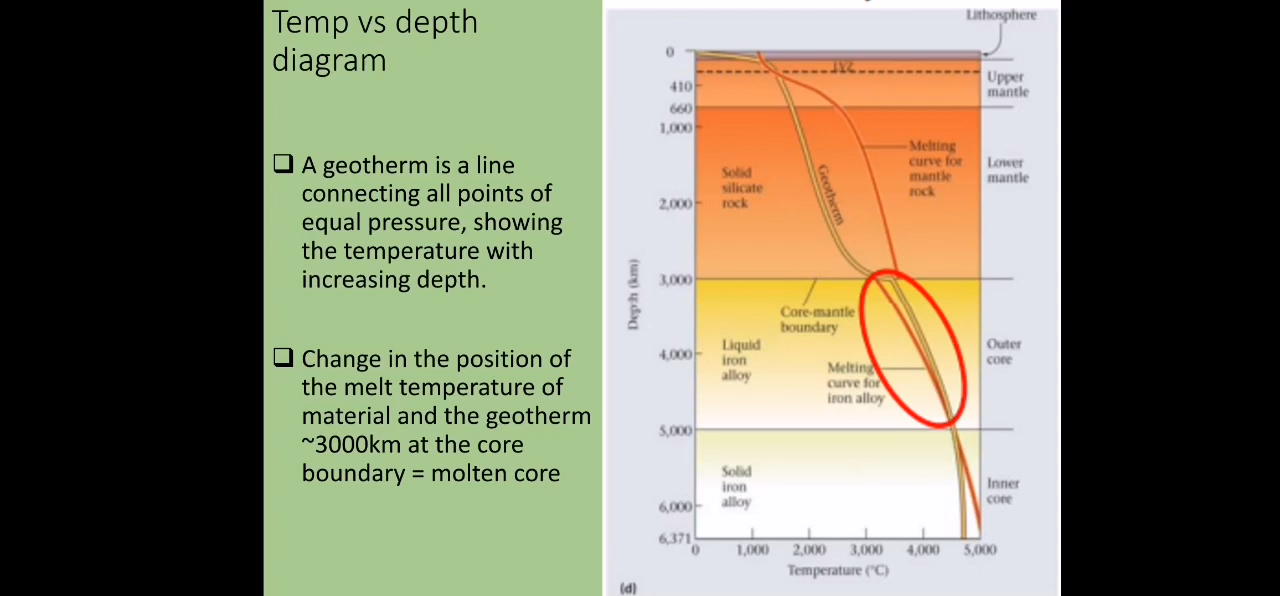 Temp vs depth
diagram
❑ A geotherm is a line
connecting all points of
equal pressure, showing
the temperature with
increasing depth.
❑ Change in the position of
the melt temperature of
material and the geotherm
~3000km at the core
boundary = molten core
Lithosphere
0
LVZ
410
Upper
mantle
660
1,000
Melting
curve for
mantle
rock
Lower
mantle
Solid
silicate
rock
Geotherm
2,000
Depth (km)
3,000
Core-mantle
boundary
Liquid
iron
alloy
Outer
core
4,000
Melting
curve for
iron alloy
5,000
Solid
iron
alloy
Inner
core
6,000
6,371
0 1,000 2,000 3,000 4,000 5,000
Temperature (°C)
(d)